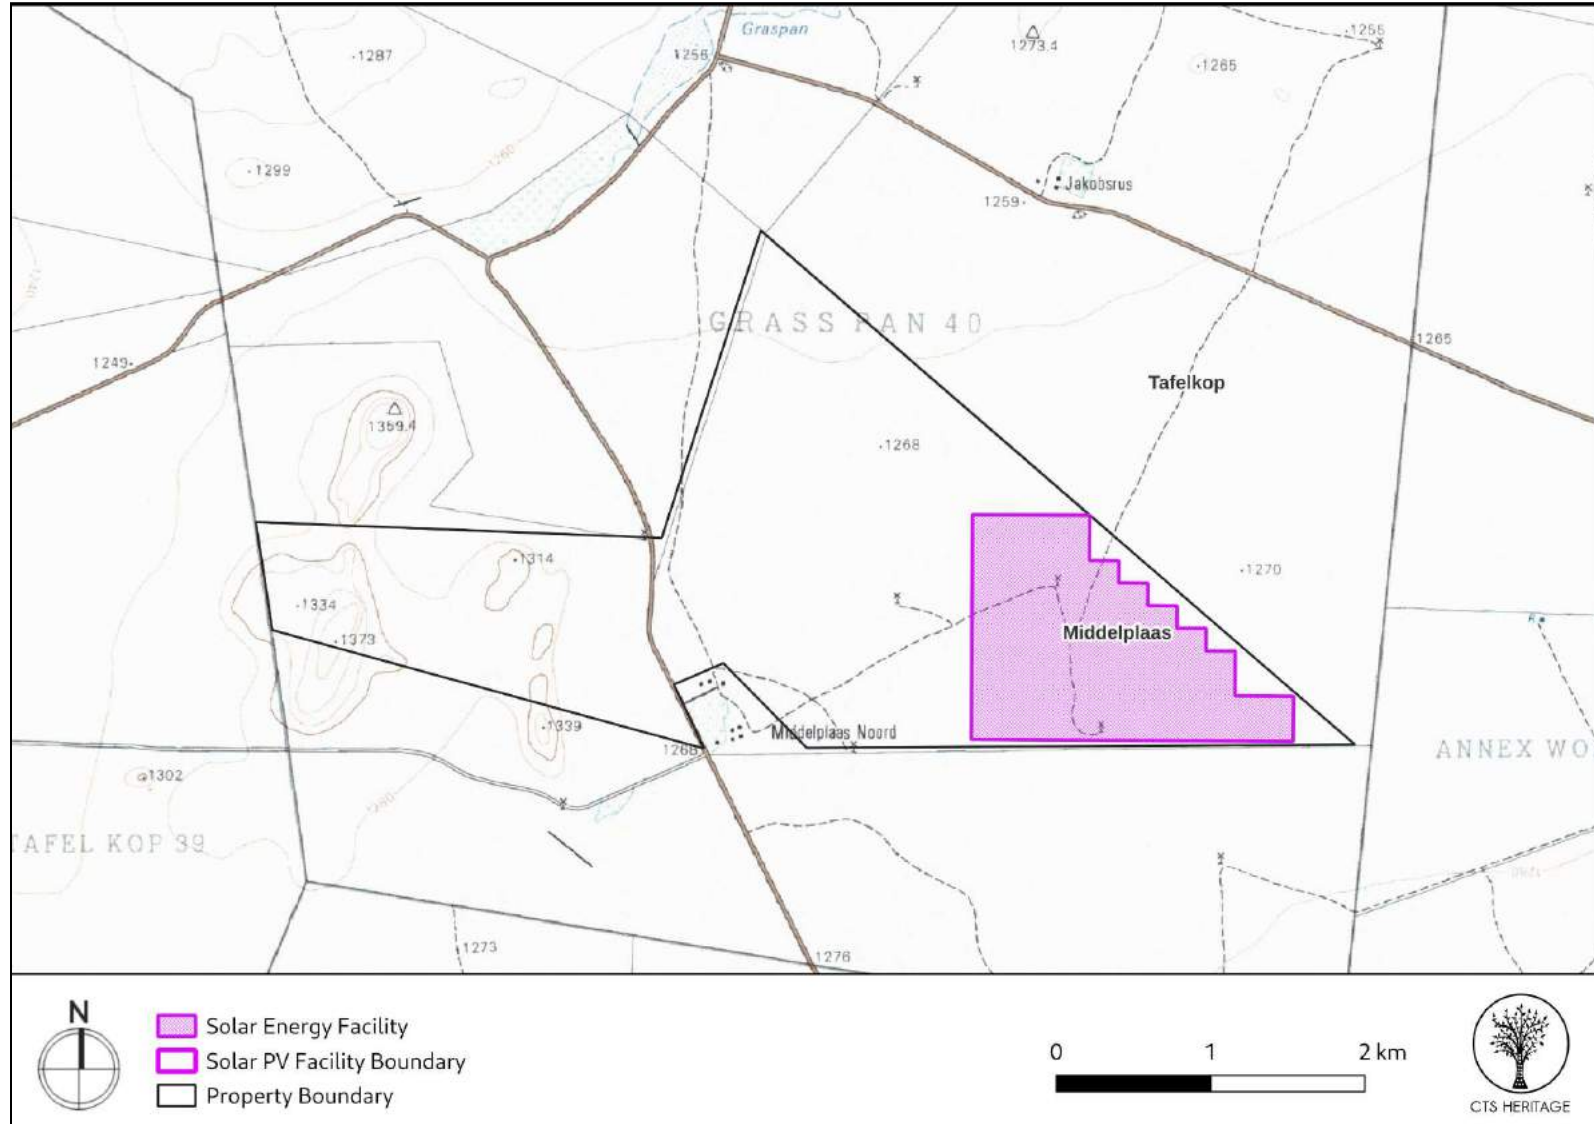 Graspan
1287
1256
1273.4
1255
1265
1299
1260
Jakobsrus
1259
GRASS PAN 40
1249
1265
Tafelkop
1359.4
1268
1314
1270
1334
1373
Middelplaas
1339
Middelplaas Noord
1268
ANNEX WO
1302
1280
TAFEL KOP 39
1273
1276
N
Solar Energy Facility
Solar PV Facility Boundary
Property Boundary
0 1 2 km
CTS HERITAGE